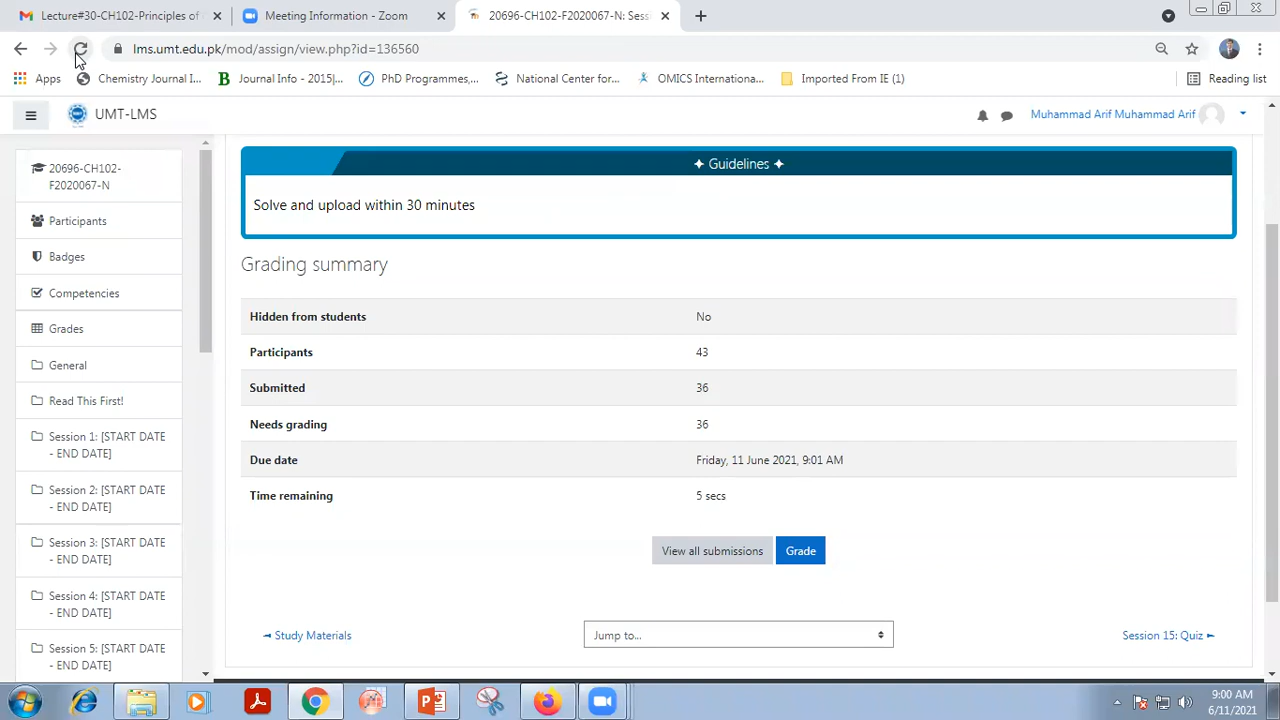 Lecture#30-CH102-Principles of
Meeting Information - Zoom
20696-CH102-F2020067-N: Sess
lms.umt.edu.pk/mod/assign/view.php?id=136560
Apps
Chemistry Journal I...
Journal Info - 2015|...
PhD Programmes,...
National Center for...
OMICS Internationa...
Imported From IE (1)
Reading list
UMT-LMS
Muhammad Arif Muhammad Arif
20696-CH102-
F2020067-N
Participants
Badges
Competencies
Grades
General
Read This First!
Session 1: [START DATE
- END DATE]
Session 2: [START DATE
- END DATE]
Session 3: [START DATE
- END DATE]
Session 4: [START DATE
- END DATE]
Session 5: [START DATE
- END DATE]
✦ Guidelines ✦
Solve and upload within 30 minutes
Grading summary
Hidden from students No
Participants 43
Submitted 36
Needs grading 36
Due date Friday, 11 June 2021, 9:01 AM
Time remaining 5 secs
View all submissions
Grade
◄ Study Materials
Jump to...
Session 15: Quiz ►
9:00 AM
6/11/2021